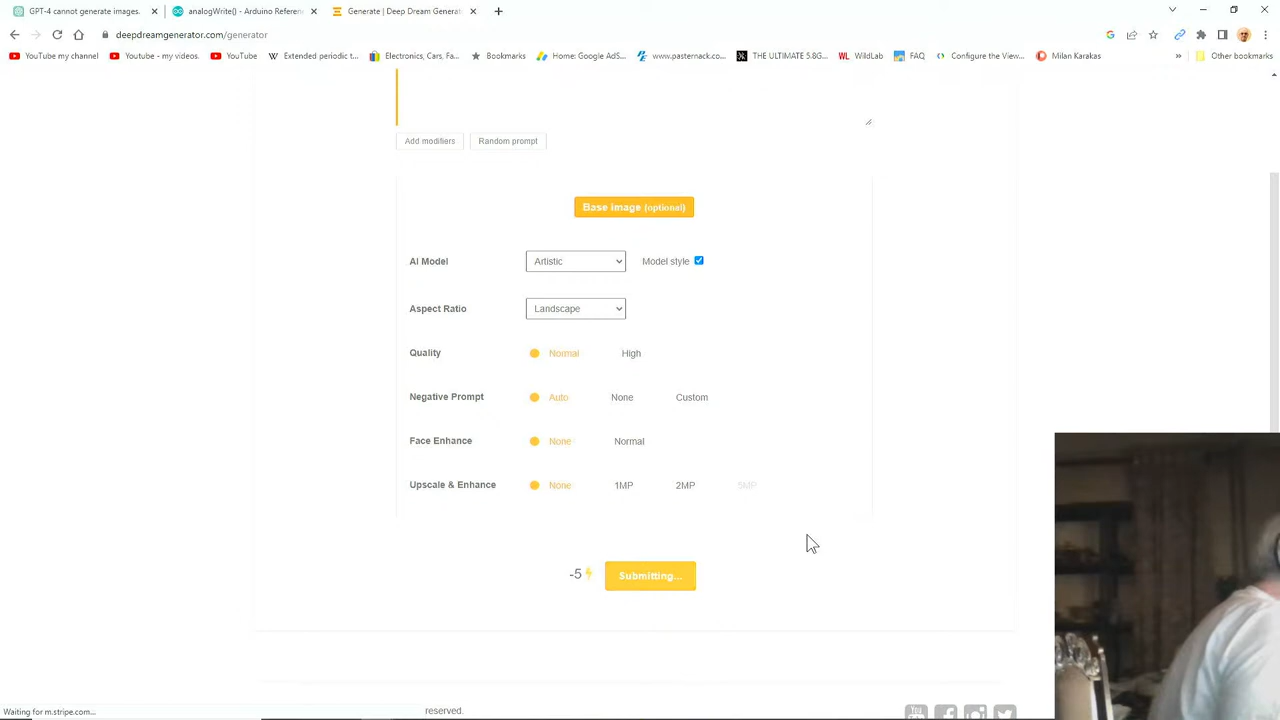 GPT-4 cannot generate images.
analogWrite() - Arduino Referen
Generate | Deep Dream Generat
deepdreamgenerator.com/generator
YouTube my channel
Youtube - my videos.
YouTube
Extended periodic t...
Electronics, Cars, Fa...
Bookmarks
Home: Google AdS...
www.pasternack.co...
THE ULTIMATE 5.8G...
WildLab
FAQ
Configure the View...
Milan Karakas
»
Other bookmarks
Add modifiers
Random prompt
Base image (optional)
AI Model
Artistic
Model style
Aspect Ratio
Landscape
Quality
Normal
High
Negative Prompt
Auto
None
Custom
Face Enhance
None
Normal
Upscale & Enhance
None
1MP
2MP
5MP
-5
Submitting...
Waiting for m.stripe.com...
reserved.